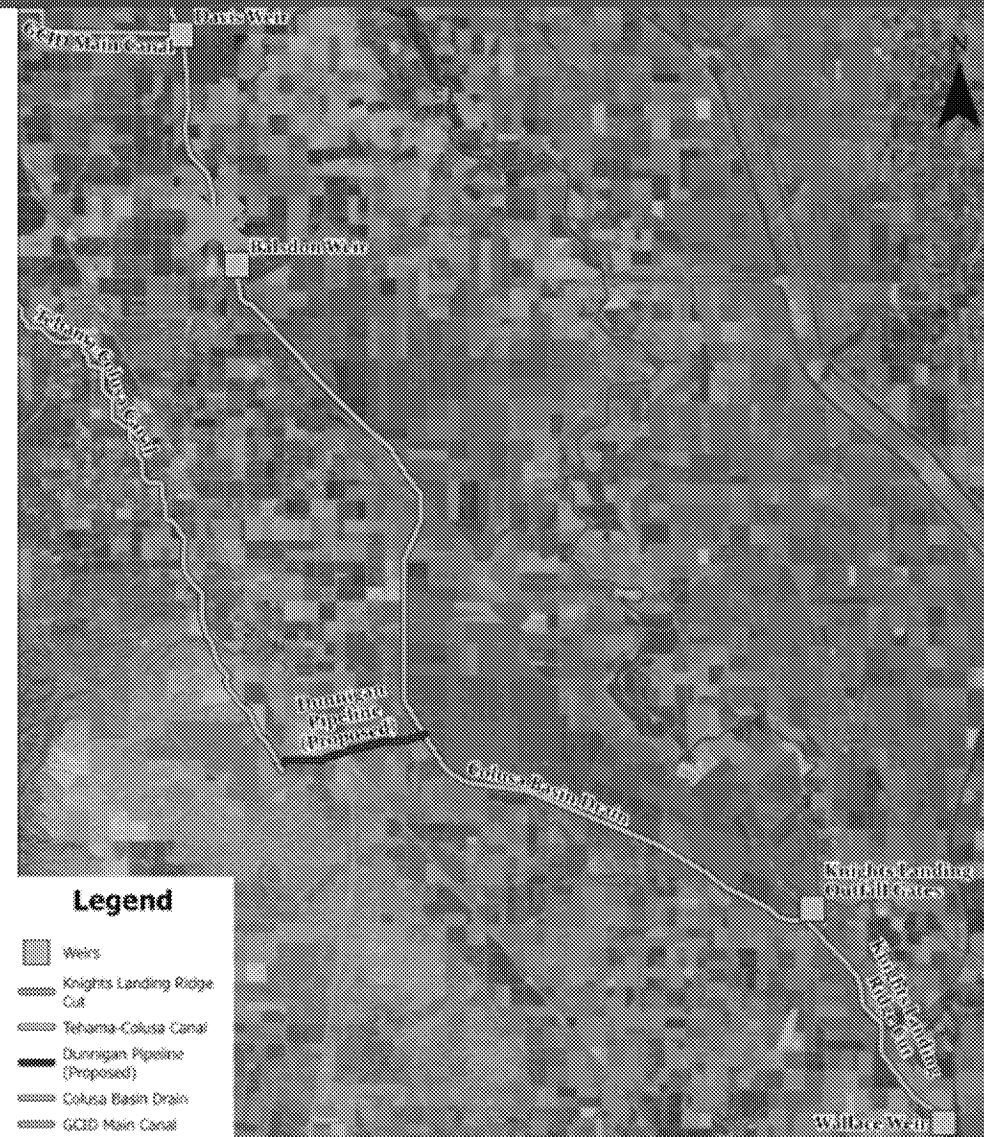 Davis Weir
GCID Main Canal
N
Balsdon Weir
Tehama-Colusa Canal
Dunnigan
Pipeline
(Proposed)
Colusa Basin Drain
Knights Landing
Outfall Gates
Knights Landing
Ridge Cut
Wallace Weir
Legend
Weirs
Knights Landing Ridge
Cut
Tehama-Colusa Canal
Dunnigan Pipeline
(Proposed)
Colusa Basin Drain
GCID Main Canal